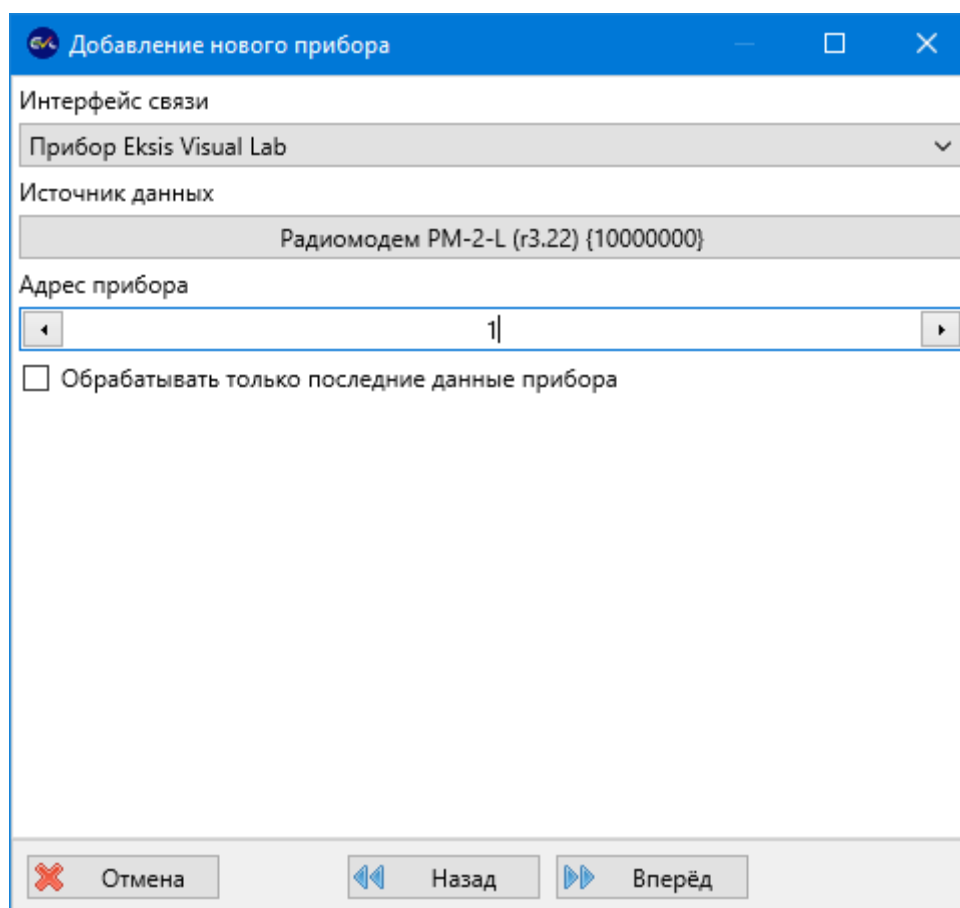 Добавление нового прибора
Интерфейс связи
Прибор Eksis Visual Lab
Источник данных
Радиомодем РМ-2-L (r3.22) {10000000}
Адрес прибора
1
Обрабатывать только последние данные прибора
Отмена
Назад
Вперёд